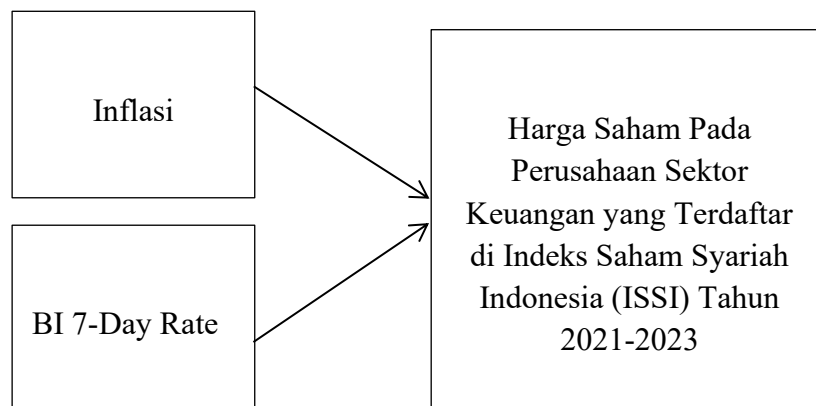 Inflasi
BI 7-Day Rate
Harga Saham Pada
Perusahaan Sektor
Keuangan yang Terdaftar
di Indeks Saham Syariah
Indonesia (ISSI) Tahun
2021-2023